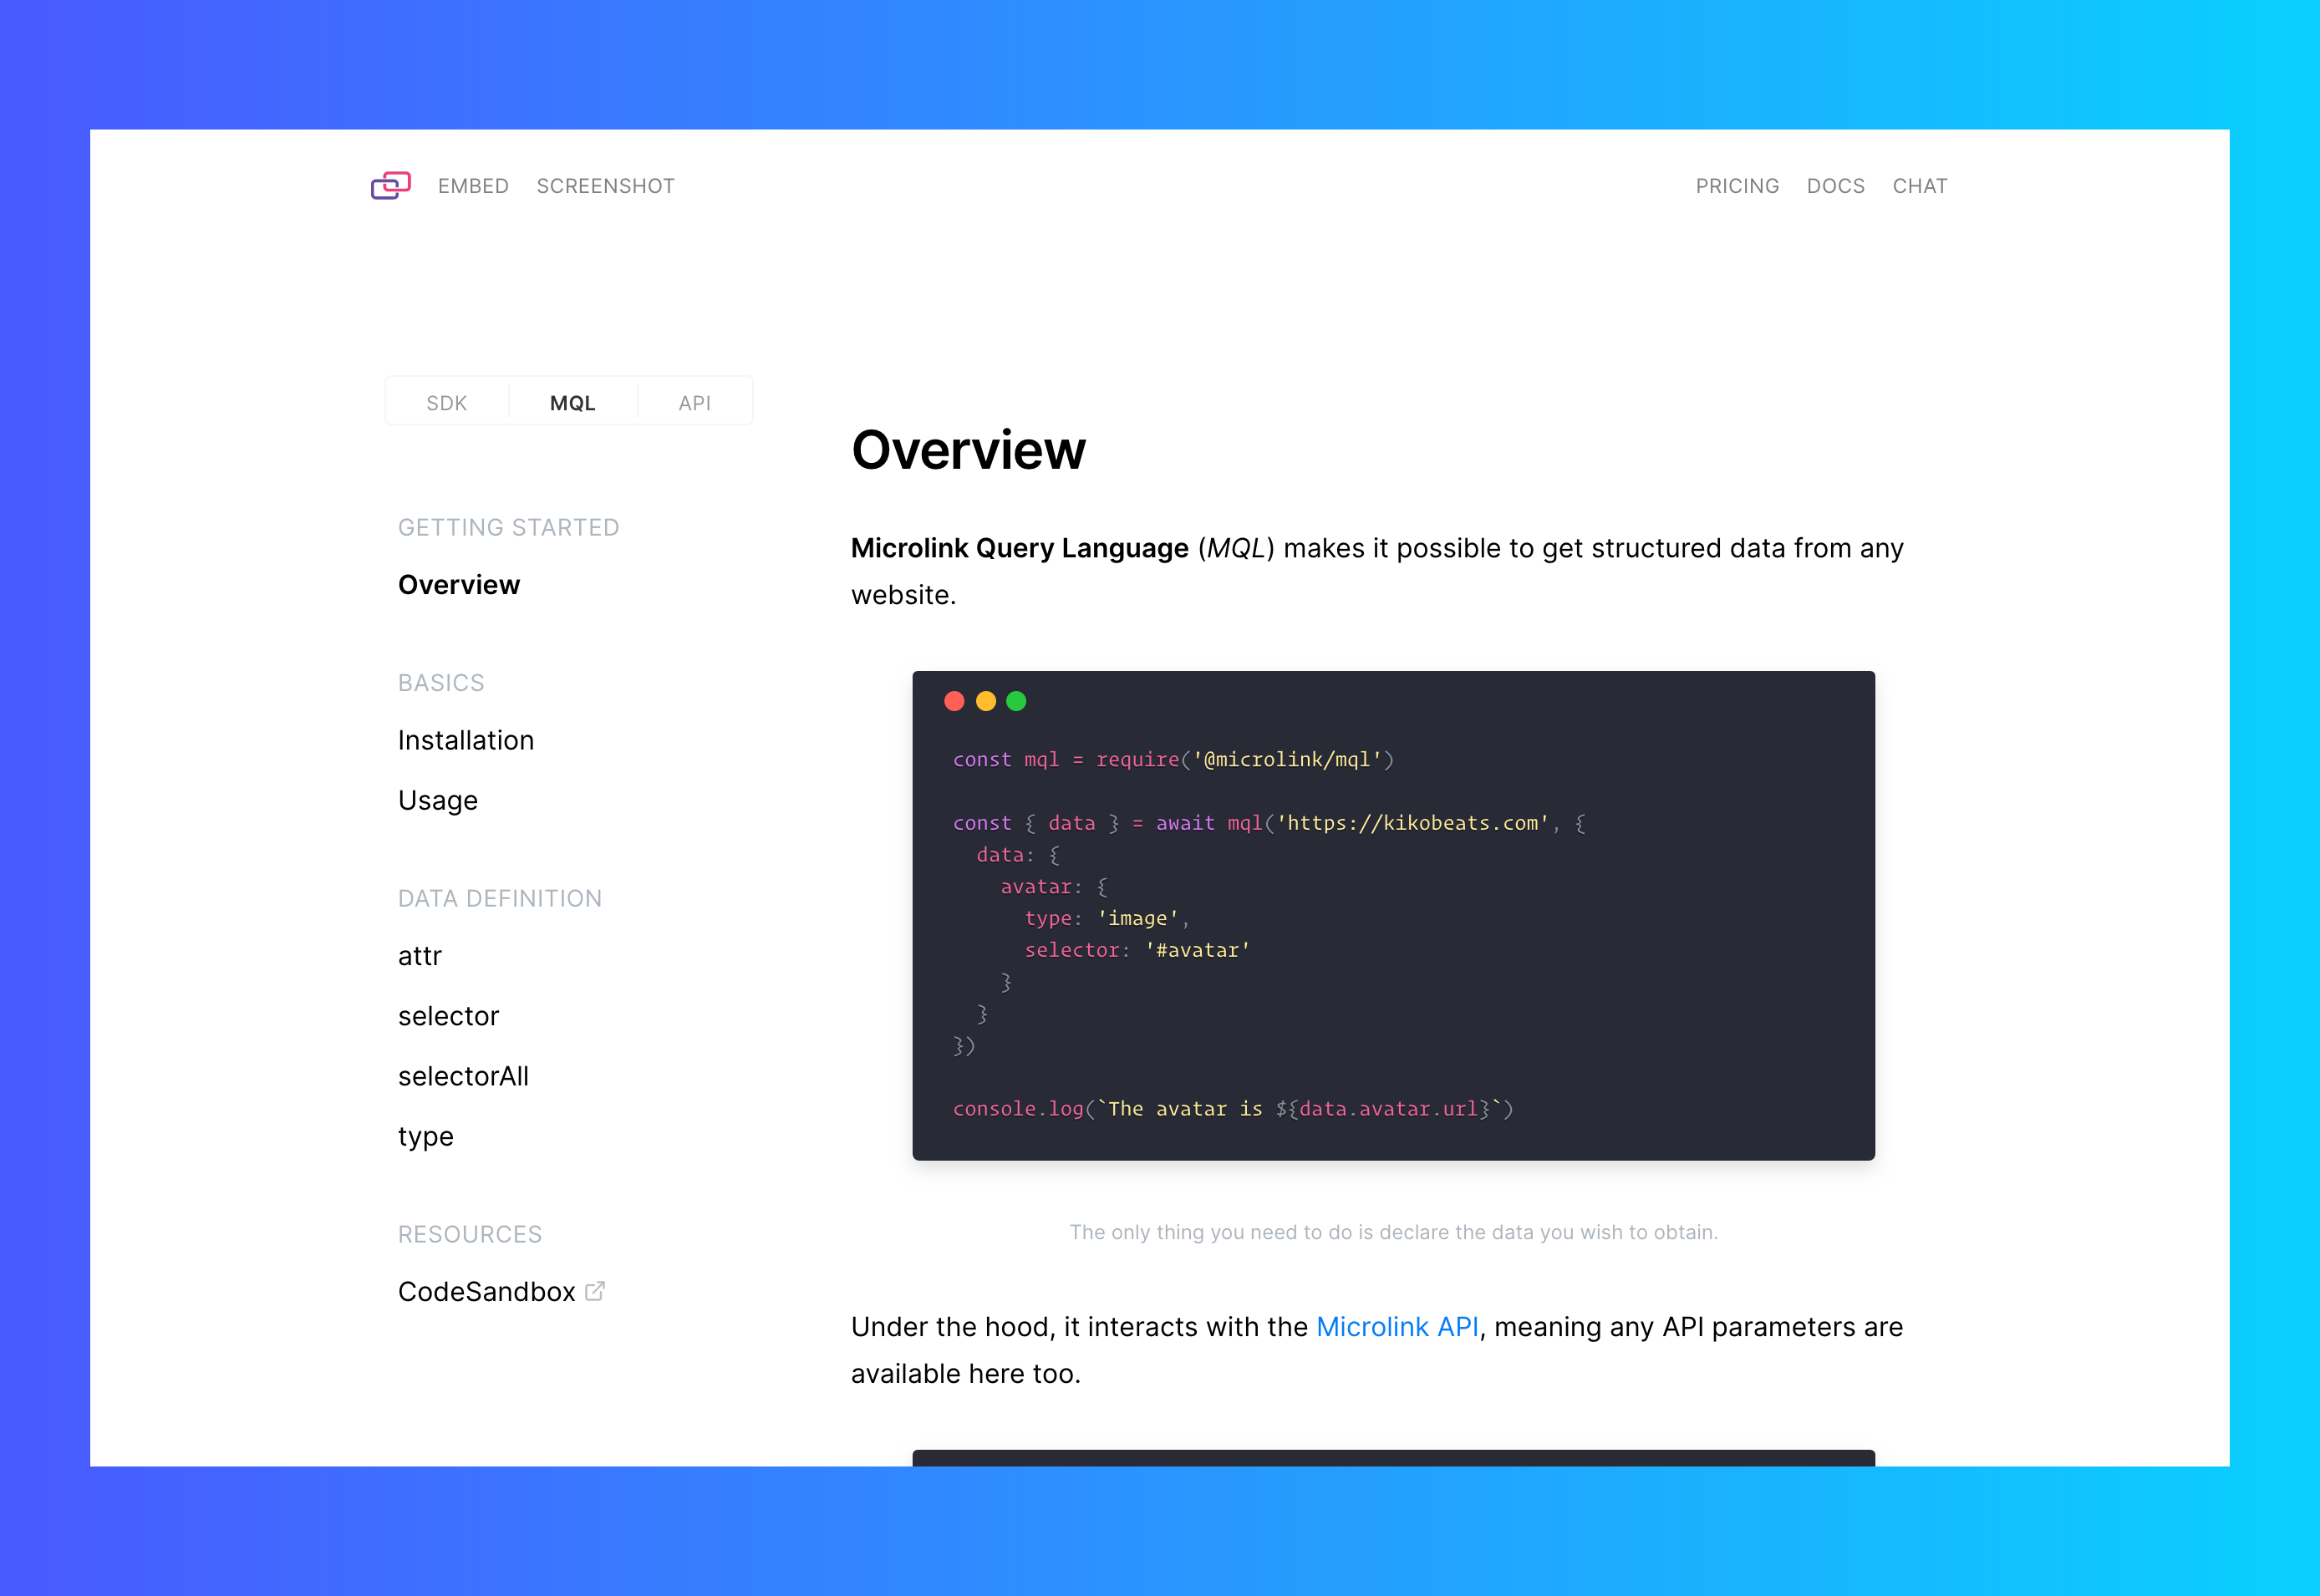 EMBED SCREENSHOT PRICING DOCS CHAT
SDK MQL API
GETTING STARTED
Overview
BASICS
Installation
Usage
DATA DEFINITION
attr
selector
selectorAll
type
RESOURCES
CodeSandbox
Overview
Microlink Query Language (MQL) makes it possible to get structured data from any
website.
const mql = require('@microlink/mql')
const { data } = await mql('https://kikobeats.com', {
  data: {
    avatar: {
      type: 'image',
      selector: '#avatar'
    }
  }
})
console.log(`The avatar is ${data.avatar.url}`)
The only thing you need to do is declare the data you wish to obtain.
Under the hood, it interacts with the Microlink API, meaning any API parameters are
available here too.